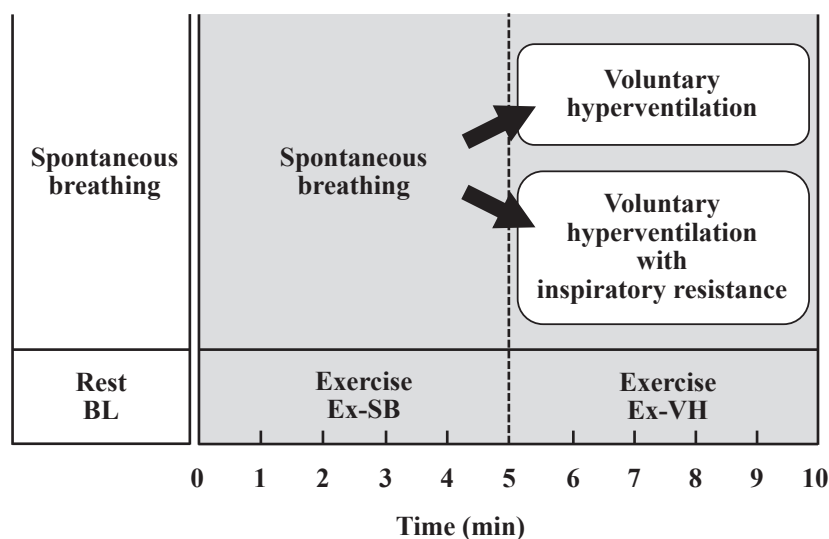 Spontaneous
breathing
Spontaneous
breathing
Voluntary
hyperventilation
Voluntary
hyperventilation
with
inspiratory resistance
Rest
BL
Exercise
Ex-SB
Exercise
Ex-VH
0 1 2 3 4 5 6 7 8 9 10
Time (min)